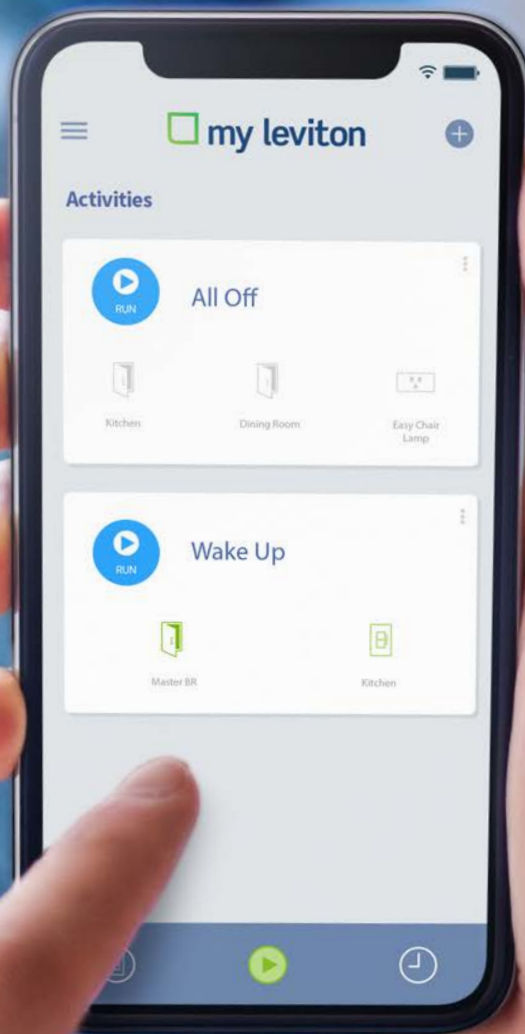 my leviton
Activities
RUN
All Off
Kitchen
Dining Room
Easy Chair
Lamp
RUN
Wake Up
Master BR
Kitchen